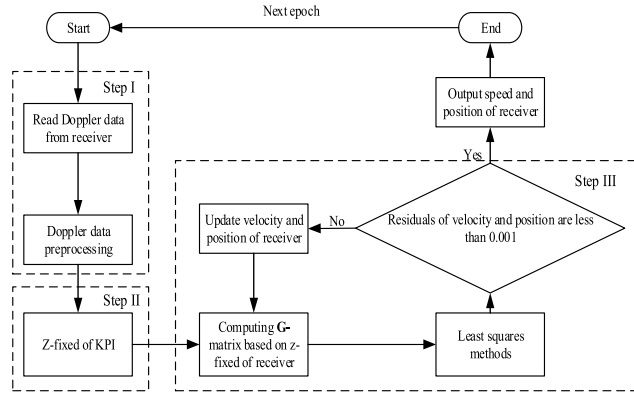 Next epoch
Start
End
Step I
Read Doppler data
from receiver
Doppler data
preprocessing
Step II
Z-fixed of KPI
Output speed and
position of receiver
Yes
Step III
Residuals of velocity and position are less
than 0.001
No
Update velocity and
position of receiver
Computing G-
matrix based on z-
fixed of receiver
Least squares
methods